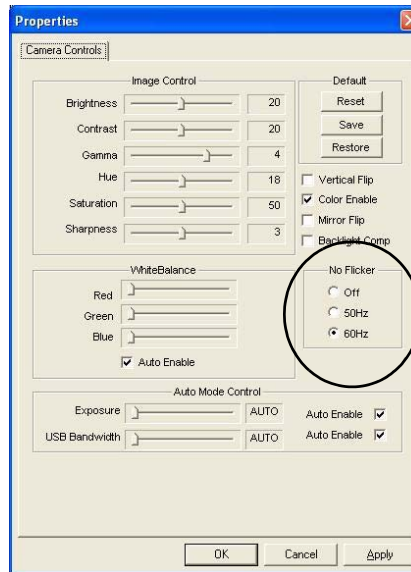 Properties
Camera Controls
Image Control
Brightness 20
Contrast 20
Gamma 4
Hue 18
Saturation 50
Sharpness 3
Default
Reset
Save
Restore
Vertical Flip
Color Enable
Mirror Flip
Backlight Comp
WhiteBalance
Red
Green
Blue
Auto Enable
No Flicker
Off
50Hz
60Hz
Auto Mode Control
Exposure AUTO Auto Enable
USB Bandwidth AUTO Auto Enable
OK Cancel Apply